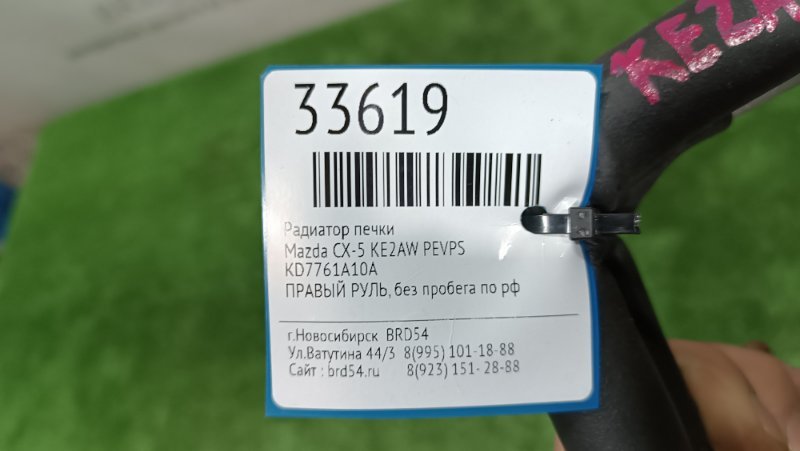 KE2A
33619
Радиатор печки
Mazda CX-5 KE2AW PEVPS
KD7761A10A
ПРАВЫЙ РУЛЬ, без пробега по рф
г.Новосибирск BRD54
Ул.Ватутина 44/3 8(995) 101-18-88
Сайт : brd54.ru 8(923) 151- 28-88